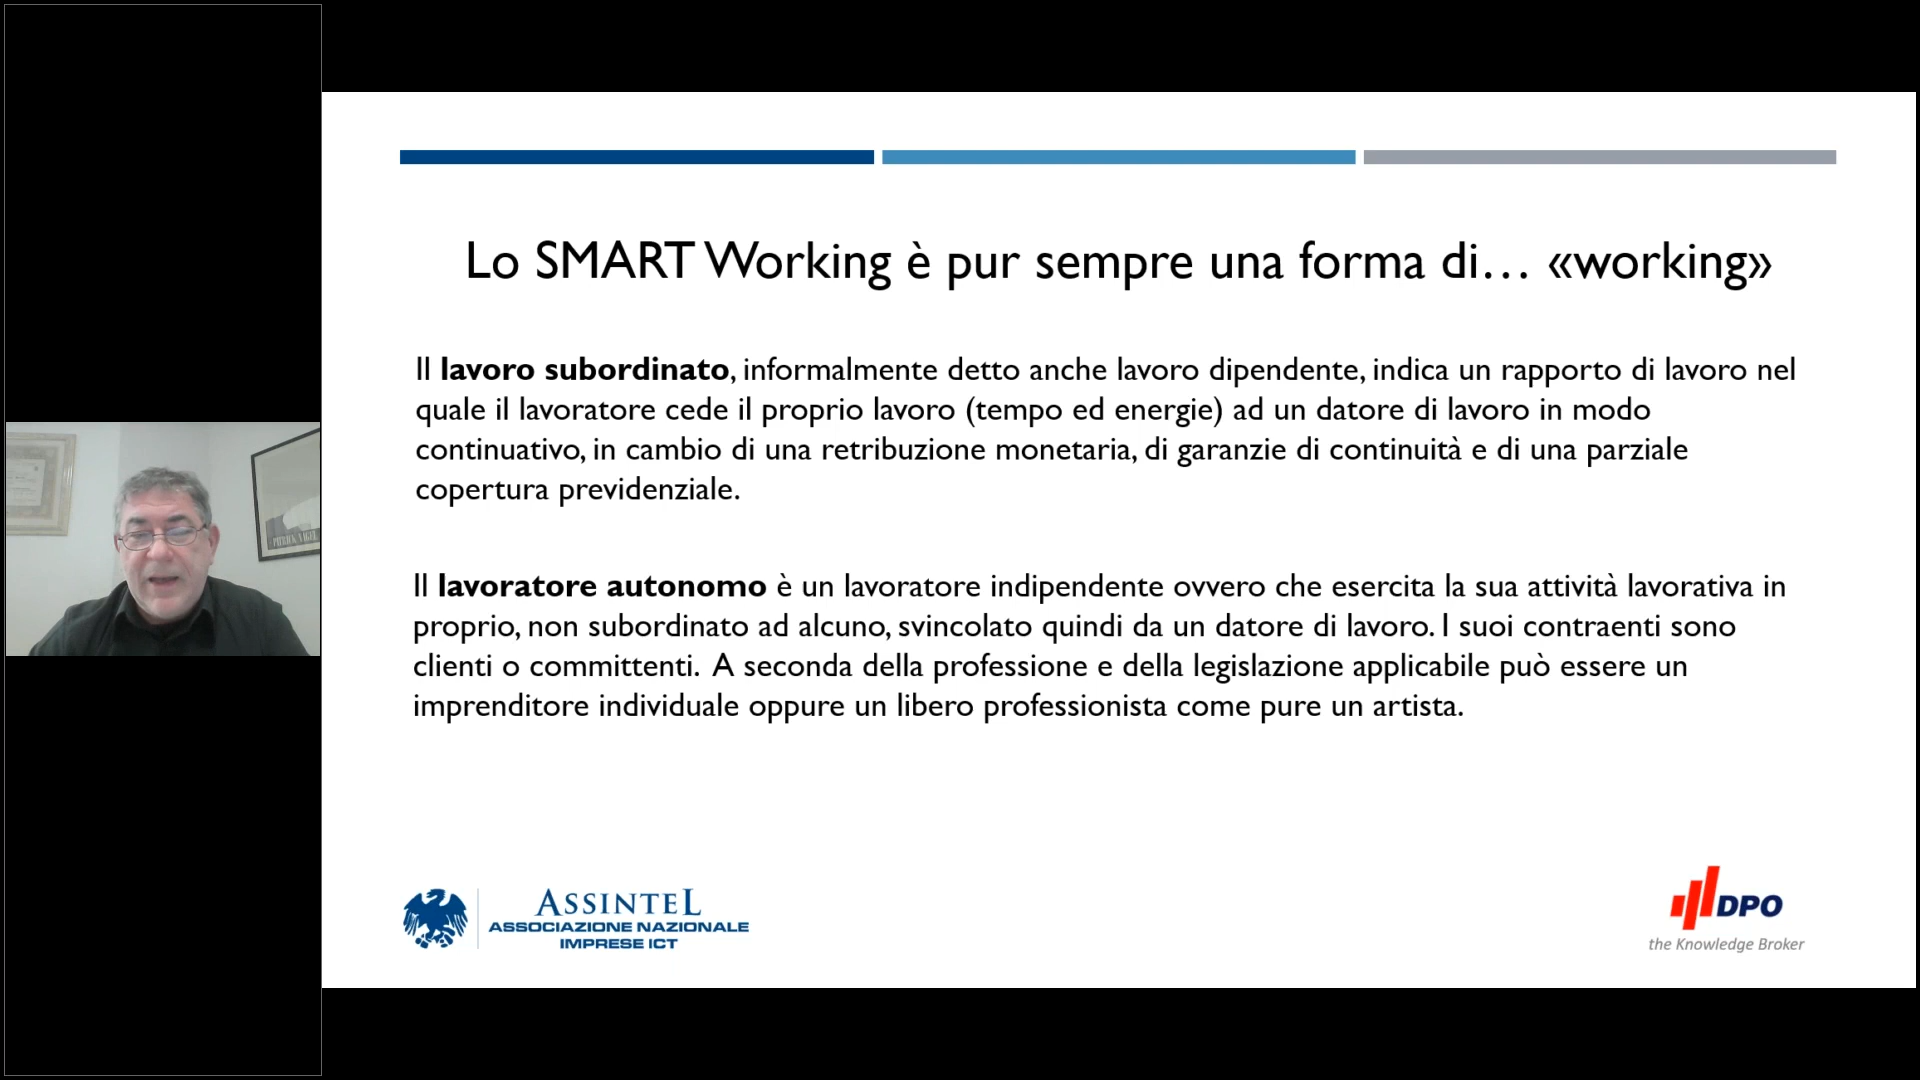 Lo SMART Working è pur sempre una forma di… «working»
Il lavoro subordinato, informalmente detto anche lavoro dipendente, indica un rapporto di lavoro nel
quale il lavoratore cede il proprio lavoro (tempo ed energie) ad un datore di lavoro in modo
continuativo, in cambio di una retribuzione monetaria, di garanzie di continuità e di una parziale
copertura previdenziale.
Il lavoratore autonomo è un lavoratore indipendente ovvero che esercita la sua attività lavorativa in
proprio, non subordinato ad alcuno, svincolato quindi da un datore di lavoro. I suoi contraenti sono
clienti o committenti. A seconda della professione e della legislazione applicabile può essere un
imprenditore individuale oppure un libero professionista come pure un artista.
ASSINTEL
ASSOCIAZIONE NAZIONALE
IMPRESE ICT
DPO
the Knowledge Broker
PATRICK NAGEL